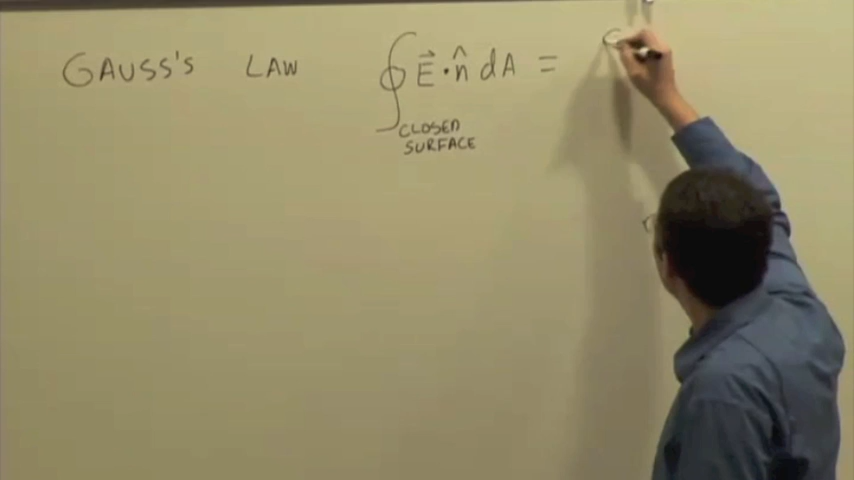 GAUSS'S LAW ∮ E⃗ · n̂ dA =
CLOSED
SURFACE